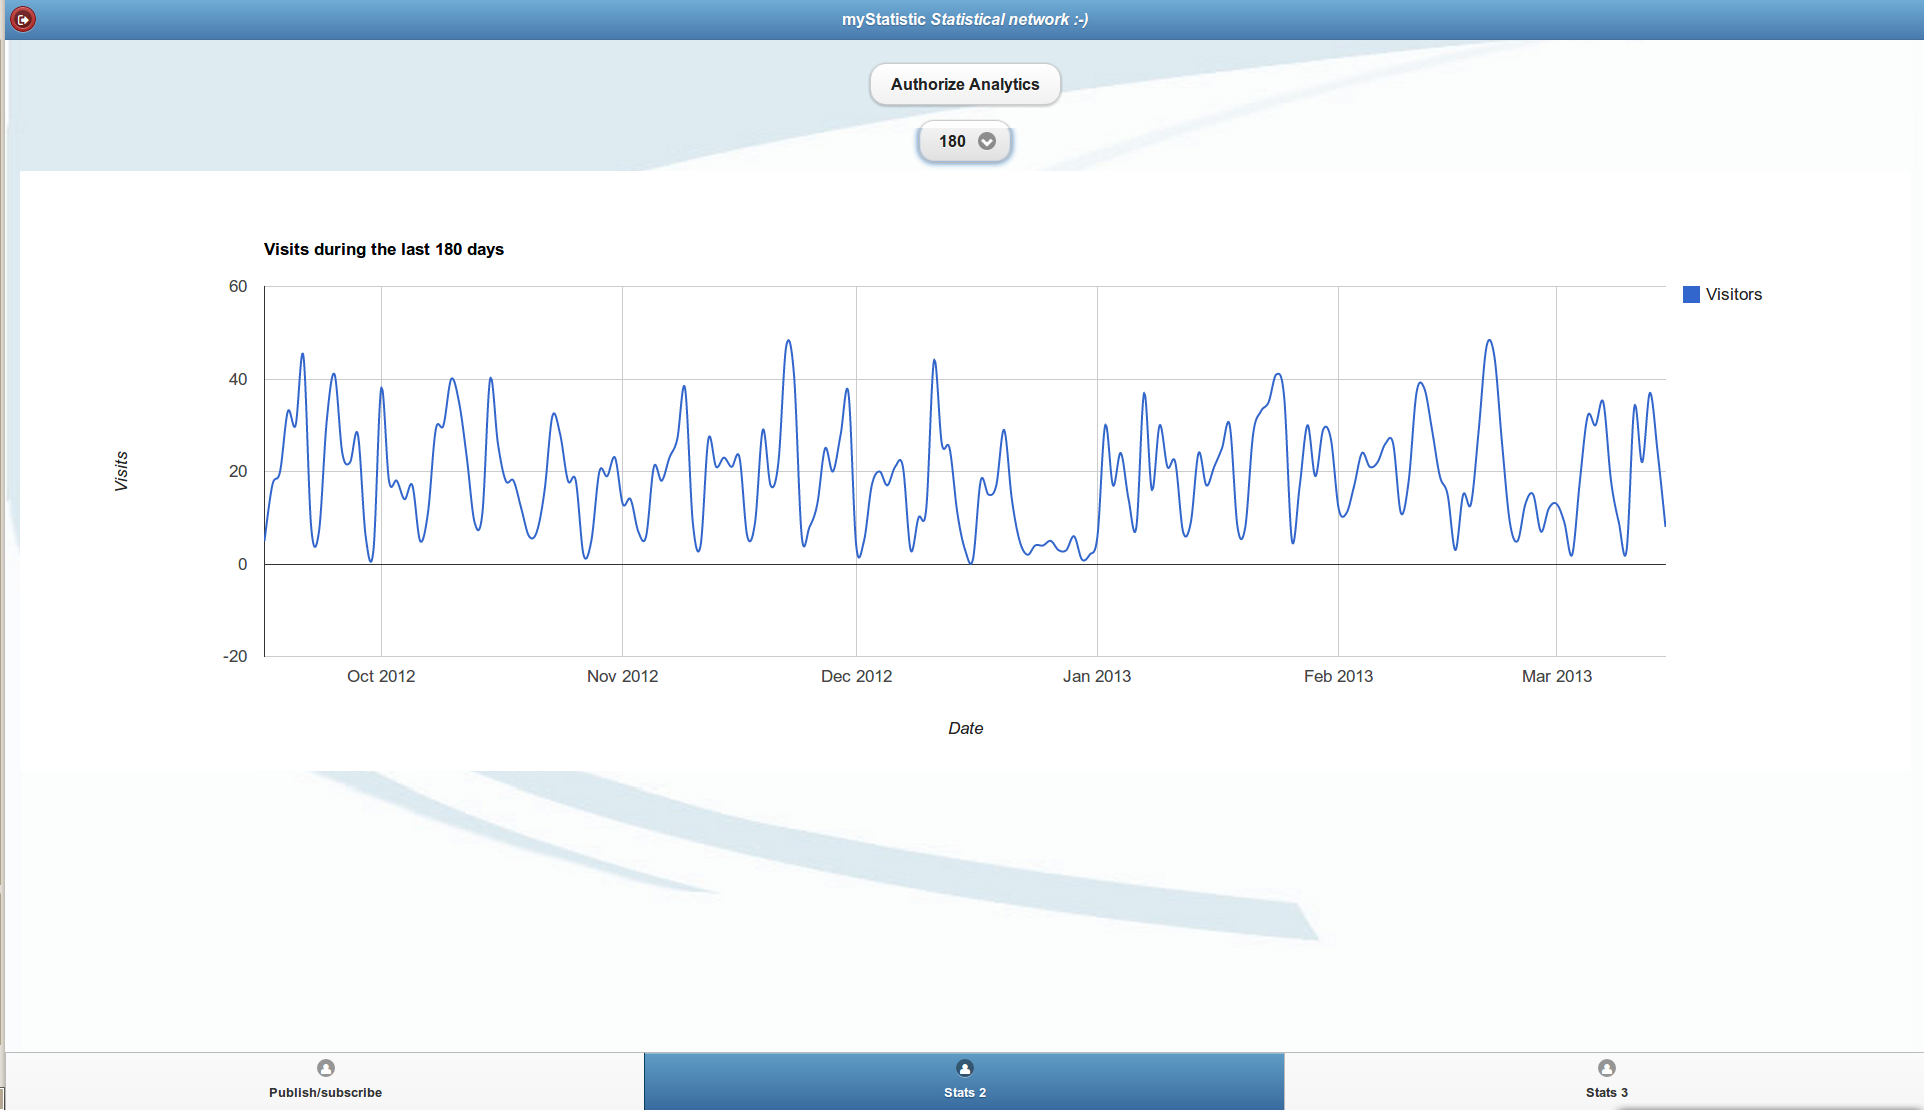 myStatistic Statistical network :-)
Authorize Analytics
180
Visits during the last 180 days
60
Visitors
40
20
0
-20
Visits
Oct 2012 Nov 2012 Dec 2012 Jan 2013 Feb 2013 Mar 2013
Date
Publish/subscribe Stats 2 Stats 3